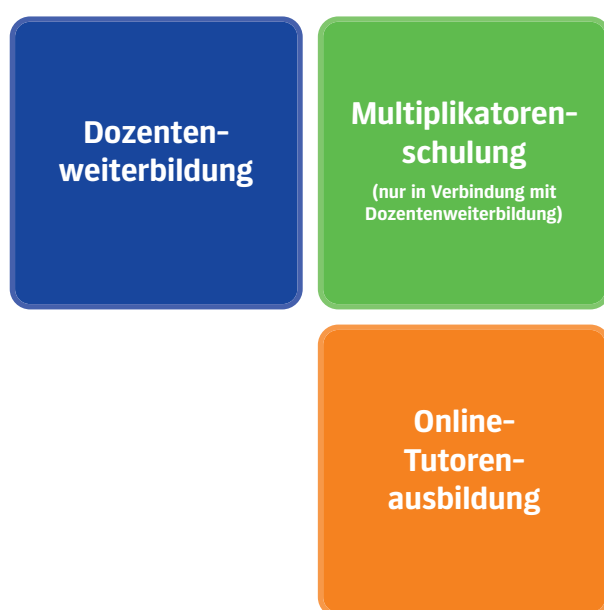 Dozenten-
weiterbildung
Multiplikatoren-
schulung
(nur in Verbindung mit
Dozentenweiterbildung)
Online-
Tutoren-
ausbildung